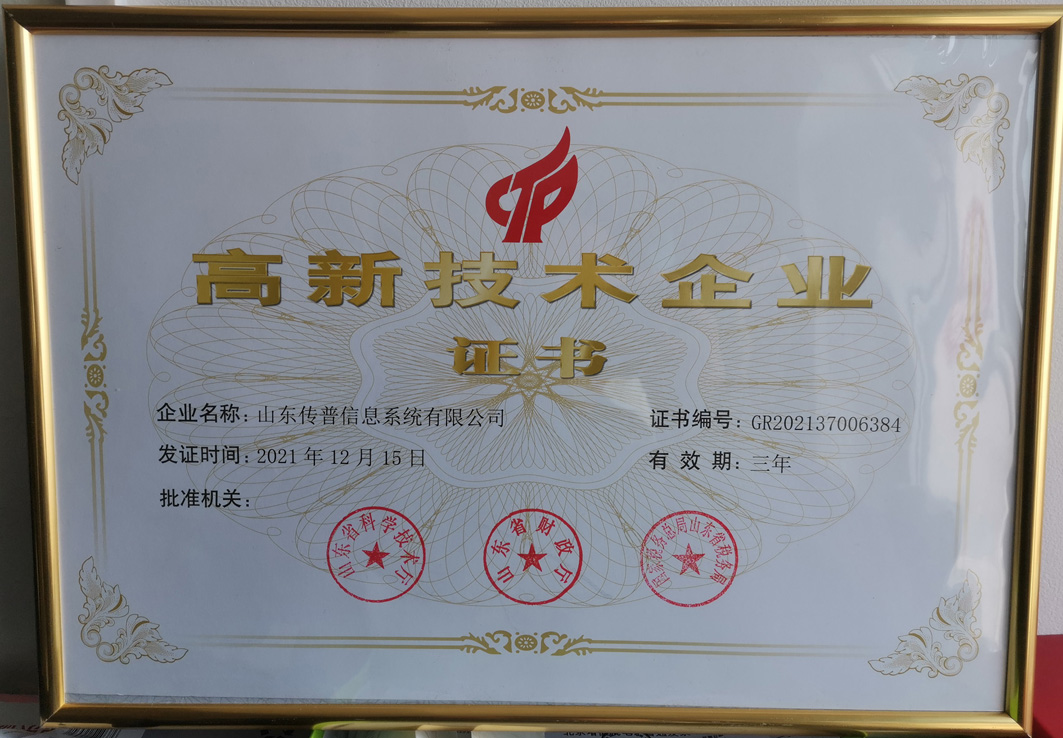 CTP
高新技术企业
证书
企业名称：山东传普信息系统有限公司
证书编号：GR202137006384
发证时间：2021年12月15日
有效期：三年
批准机关：
山东省科学技术厅
山东省财政厅
国家税务总局山东省税务局